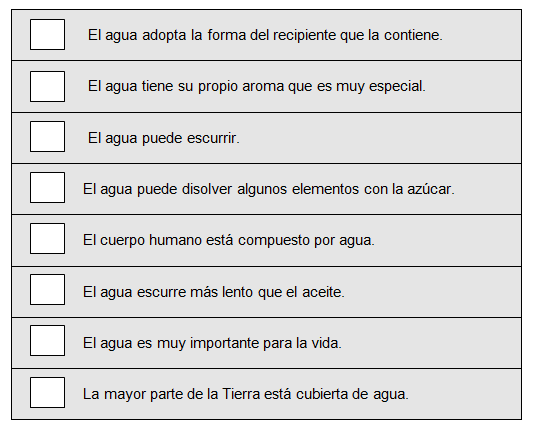 El agua adopta la forma del recipiente que la contiene.
El agua tiene su propio aroma que es muy especial.
El agua puede escurrir.
El agua puede disolver algunos elementos con la azúcar.
El cuerpo humano está compuesto por agua.
El agua escurre más lento que el aceite.
El agua es muy importante para la vida.
La mayor parte de la Tierra está cubierta de agua.